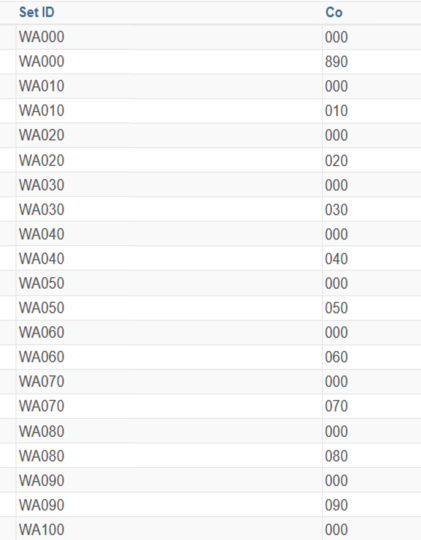 Set ID Co
WA000 000
WA000 890
WA010 000
WA010 010
WA020 000
WA020 020
WA030 000
WA030 030
WA040 000
WA040 040
WA050 000
WA050 050
WA060 000
WA060 060
WA070 000
WA070 070
WA080 000
WA080 080
WA090 000
WA090 090
WA100 000